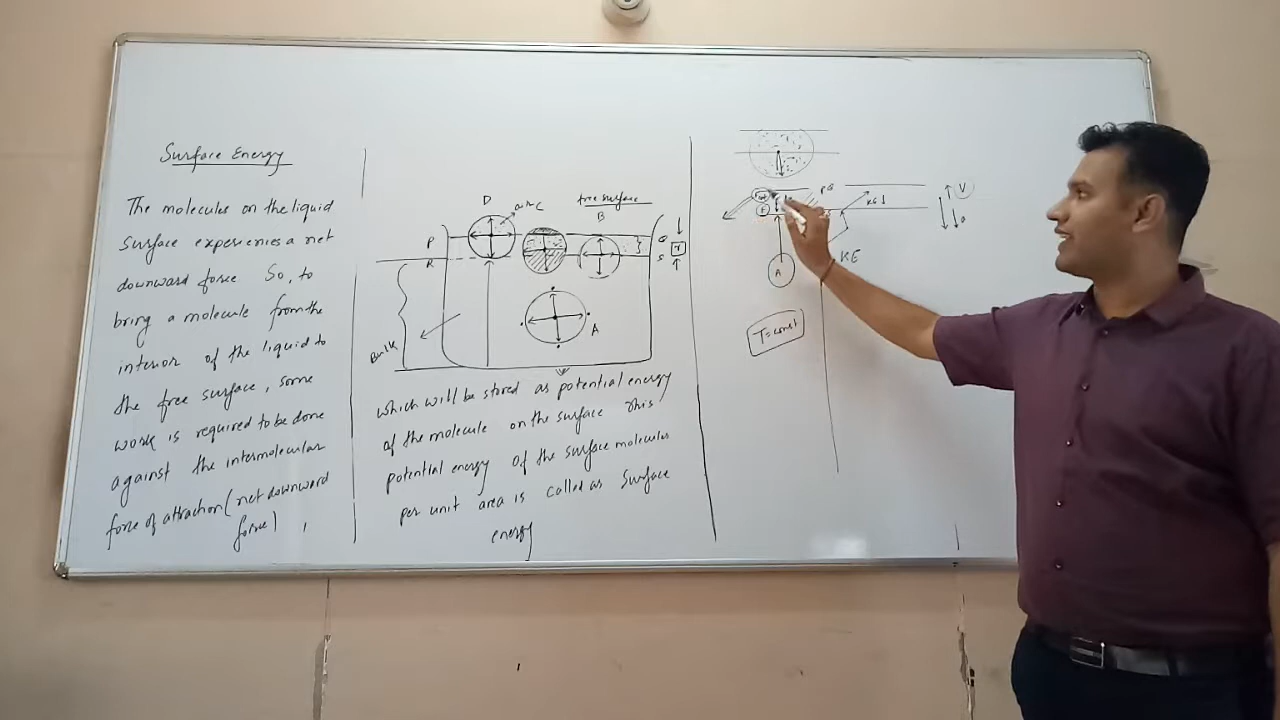 Surface Energy
The molecules on the liquid
surface experiencies a net
downward force So, to
bring a molecule from the
interior of the liquid to
the free surface, some
work is required to be done
against the intermolecular
force of attraction (net downward
force),
D
C
free surface
B
P
R
S
r
A
Bulk
which will be stored as potential energy
of the molecule on the surface this
potential energy of the surface molecules
per unit area is called as Surface
energy
KE↓
V
a
KE
A
T=const